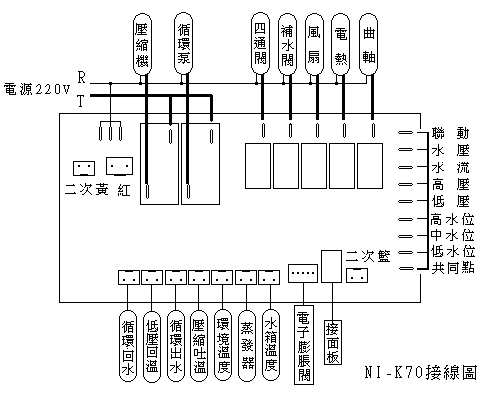 壓縮機
循環泵
四通閥
補水閥
風扇
電熱
曲軸
電源220V
R
T
聯動
水壓
水流
高壓
低壓
高水位
中水位
低水位
共同點
二次黃
紅
二次籃
循環回水
低壓回溫
循環出水
壓縮吐溫
環境溫度
蒸發器
水箱溫度
電子膨脹閥
接面板
NI-K70接線圖